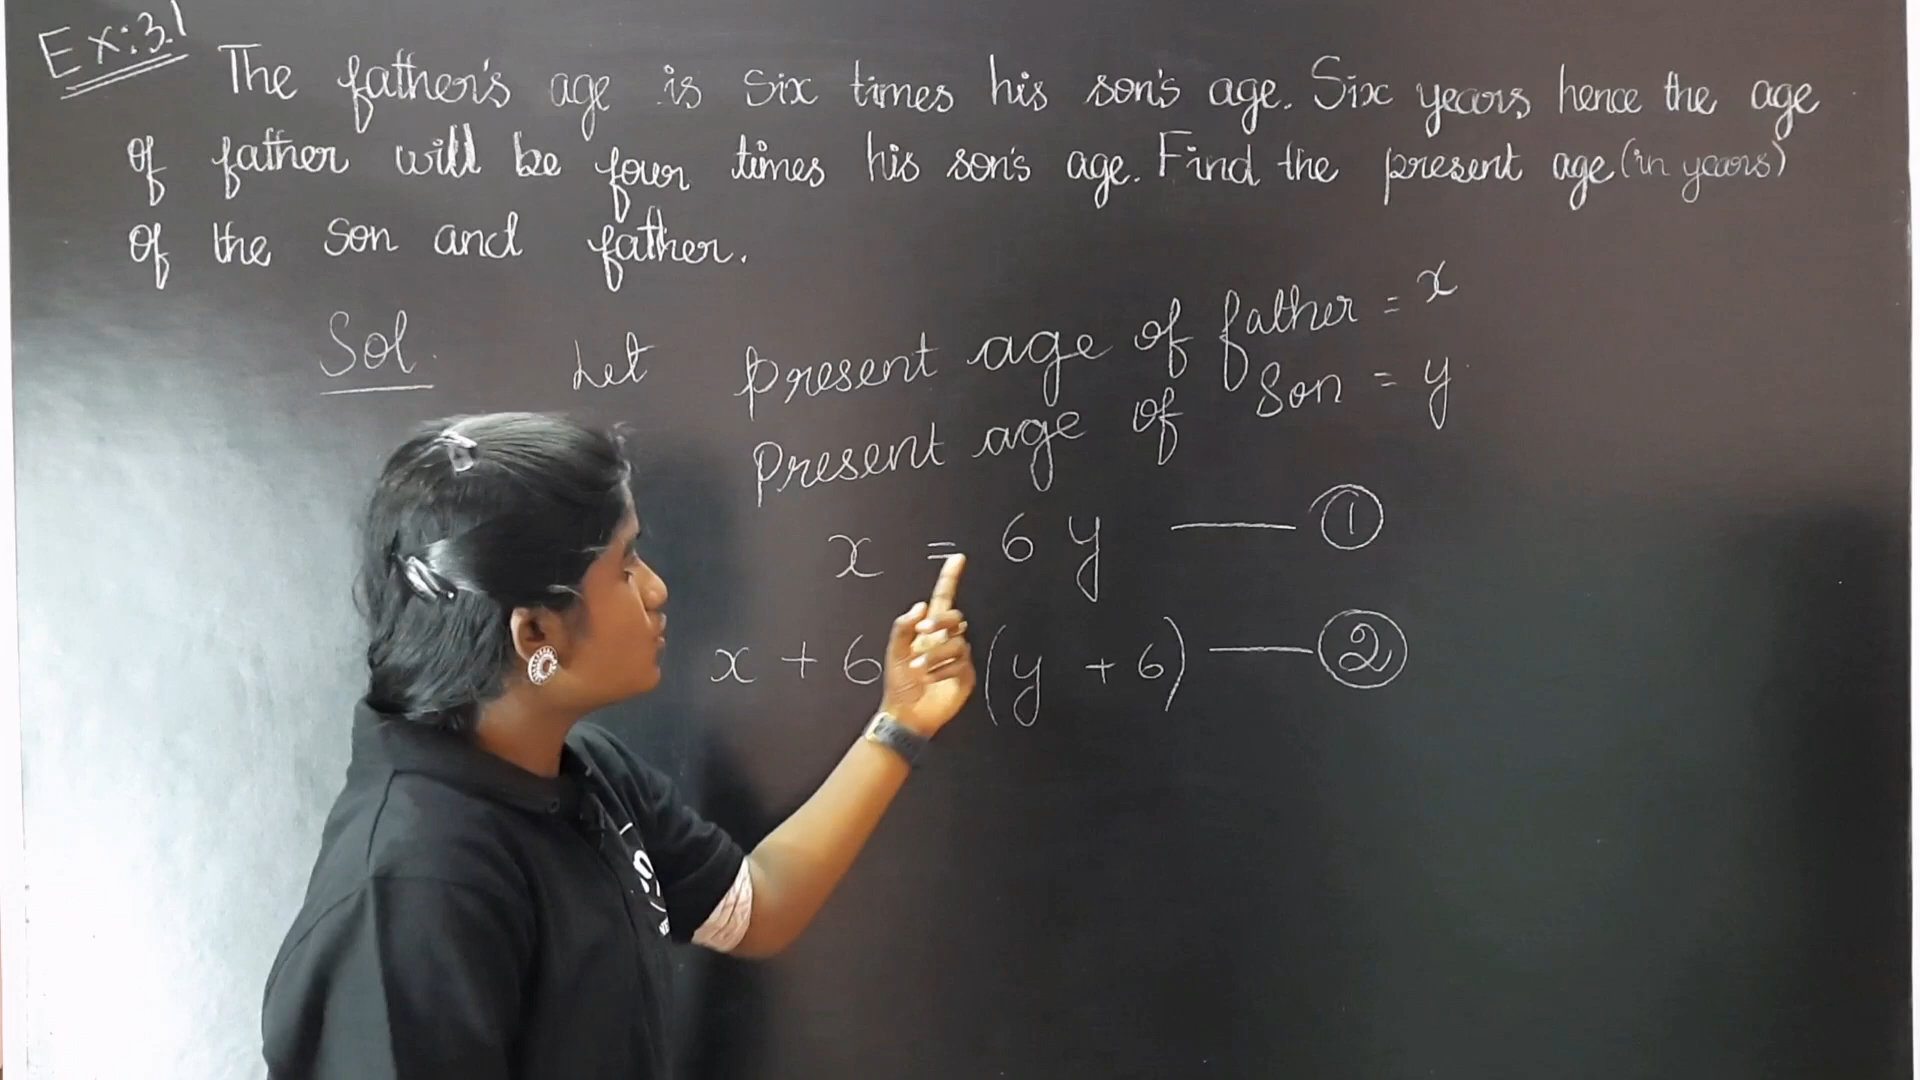 Ex:3.1
The father's age is six times his son's age. Six years hence the age
of father will be four times his son's age. Find the present age (in years)
of the son and father.
Sol. Let present age of father = x
present age of son = y
x = 6 y —— ①
x + 6 (y + 6) —— ②